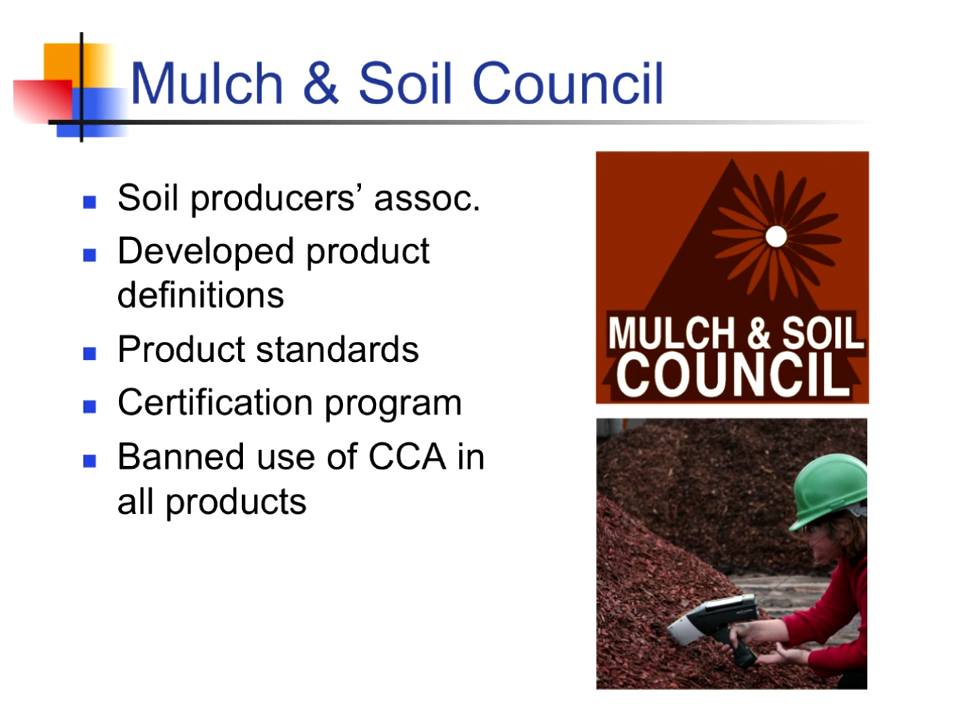 Mulch & Soil Council
Soil producers’ assoc.
Developed product
definitions
Product standards
Certification program
Banned use of CCA in
all products
MULCH & SOIL
COUNCIL